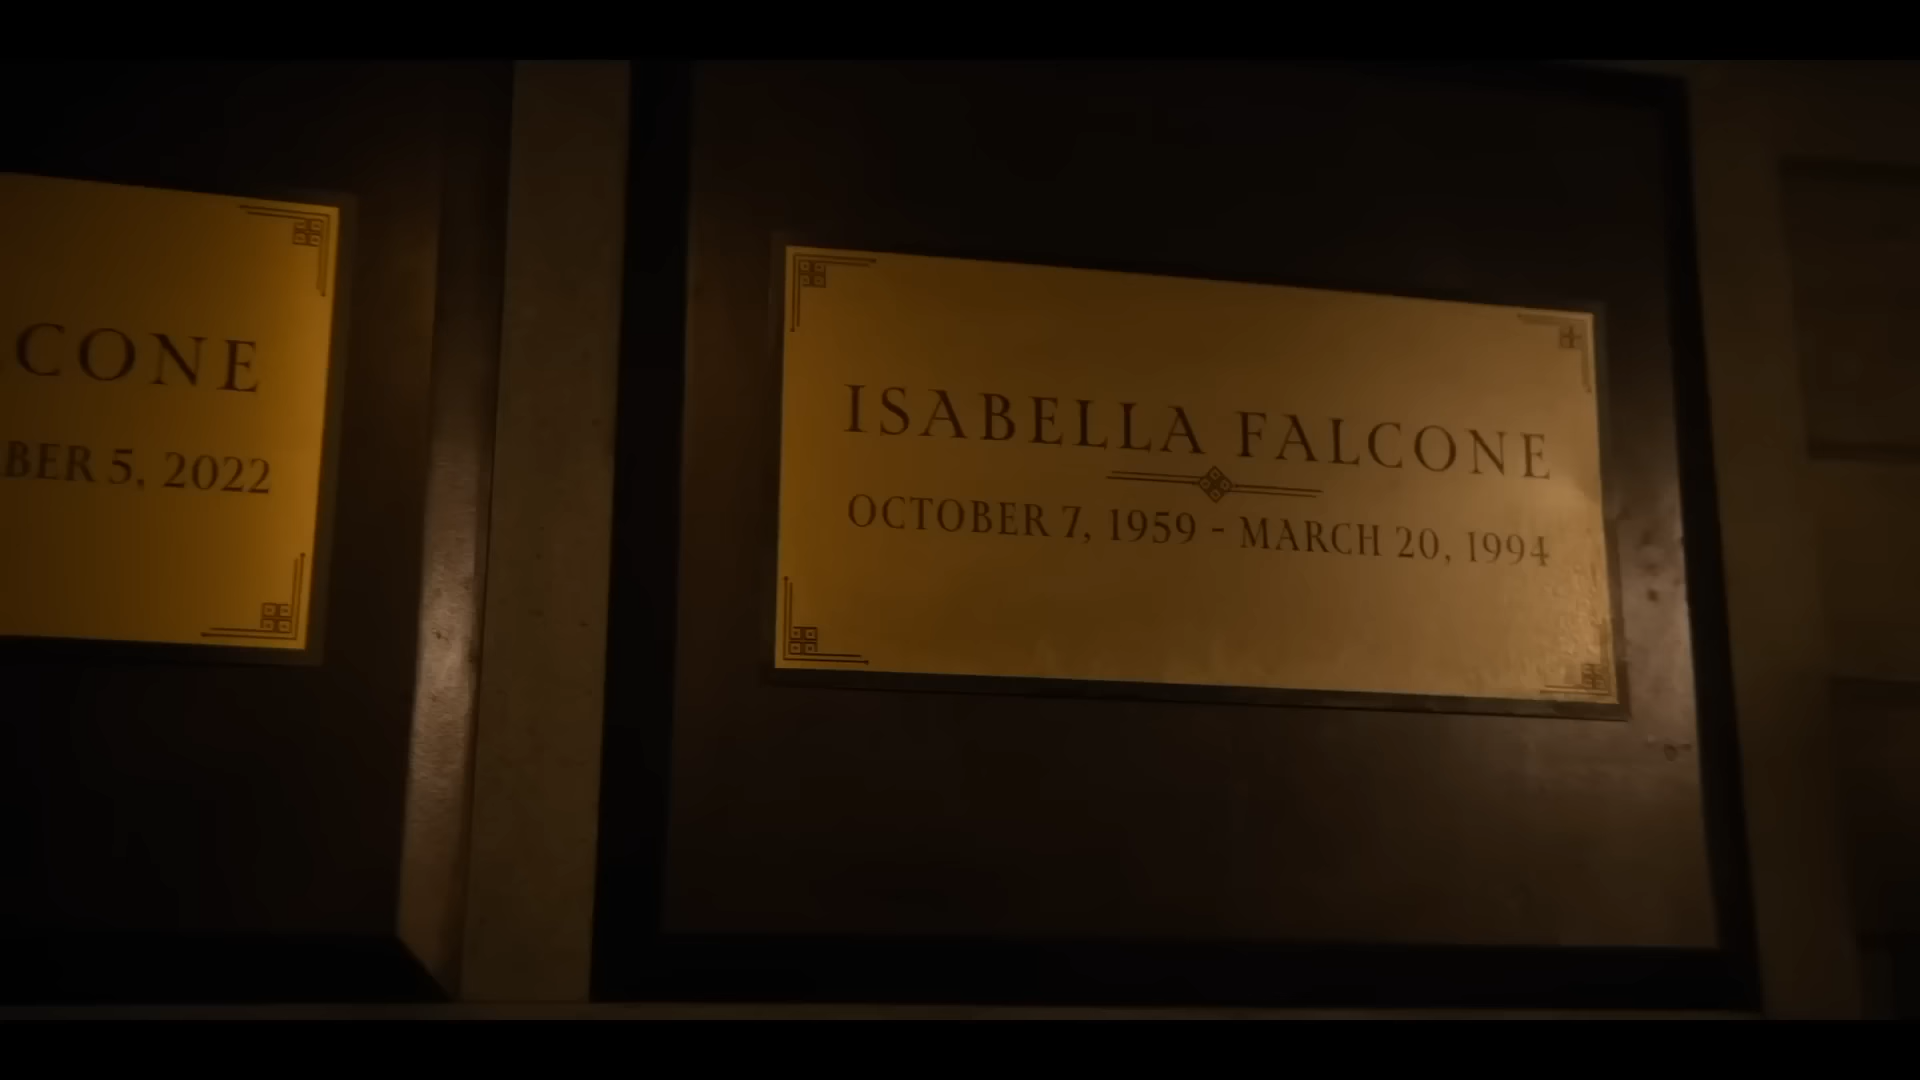 CONE
BER 5, 2022
ISABELLA FALCONE
OCTOBER 7, 1959 - MARCH 20, 1994